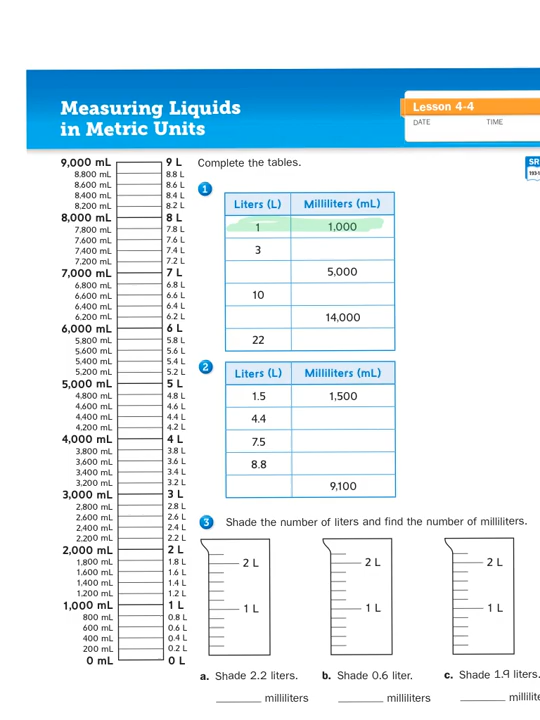 Measuring Liquids
in Metric Units
Lesson 4-4
DATE TIME
SR
9,000 mL 9 L
8.800 mL 8.8 L
8.600 mL 8.6 L
8.400 mL 8.4 L
8.200 mL 8.2 L
8,000 mL 8 L
7.800 mL 7.8 L
7.600 mL 7.6 L
7,400 mL 7.4 L
7.200 mL 7.2 L
7,000 mL 7 L
6,800 mL 6.8 L
6,600 mL 6.6 L
6.400 mL 6.4 L
6.200 mL 6.2 L
6,000 mL 6 L
5,800 mL 5.8 L
5.600 mL 5.6 L
5.400 mL 5.4 L
5.200 mL 5.2 L
5,000 mL 5 L
4.800 mL 4.8 L
4.600 mL 4.6 L
4,400 mL 4.4 L
4.200 mL 4.2 L
4,000 mL 4 L
3.800 mL 3.8 L
3,600 mL 3.6 L
3,400 mL 3.4 L
3,200 mL 3.2 L
3,000 mL 3 L
2,800 mL 2.8 L
2.600 mL 2.6 L
2,400 mL 2.4 L
2.200 mL 2.2 L
2,000 mL 2 L
1,800 mL 1.8 L
1.600 mL 1.6 L
1,400 mL 1.4 L
1,200 mL 1.2 L
1,000 mL 1 L
800 mL 0.8 L
600 mL 0.6 L
400 mL 0.4 L
200 mL 0.2 L
0 mL 0 L
Complete the tables.
1
Liters (L) Milliliters (mL)
1 1,000
3
5,000
10
14,000
22
2
Liters (L) Milliliters (mL)
1.5 1,500
4.4
7.5
8.8
9,100
3 Shade the number of liters and find the number of milliliters.
2 L 2 L 2 L
1 L 1 L 1 L
a. Shade 2.2 liters. b. Shade 0.6 liter. c. Shade 1.9 liters.
milliliters milliliters millilite